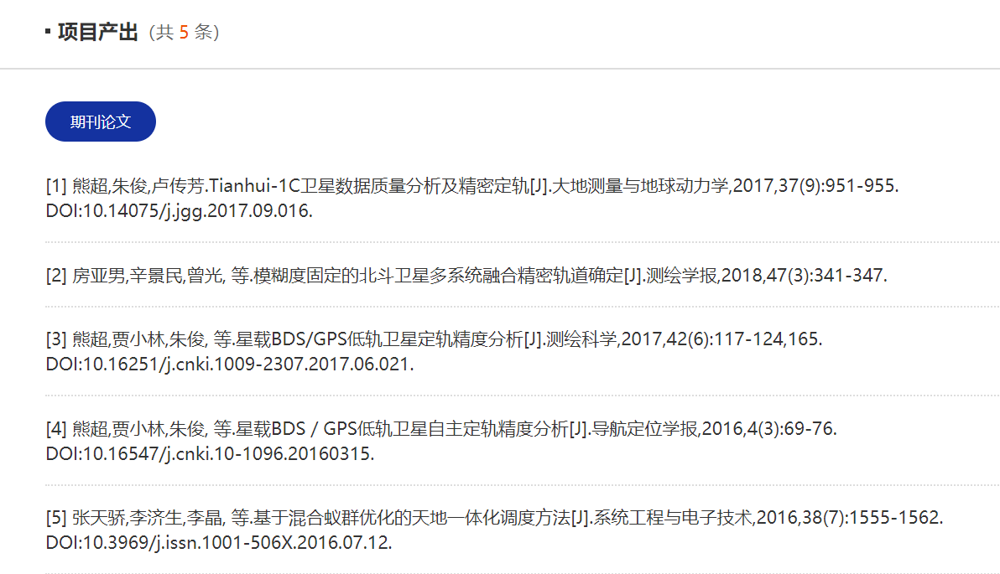 项目产出 (共 5 条)
期刊论文
[1] 熊超,朱俊,卢传芳.Tianhui-1C卫星数据质量分析及精密定轨[J].大地测量与地球动力学,2017,37(9):951-955.
DOI:10.14075/j.jgg.2017.09.016.
[2] 房亚男,辛景民,曾光, 等.模糊度固定的北斗卫星多系统融合精密轨道确定[J].测绘学报,2018,47(3):341-347.
[3] 熊超,贾小林,朱俊, 等.星载BDS/GPS低轨卫星定轨精度分析[J].测绘科学,2017,42(6):117-124,165.
DOI:10.16251/j.cnki.1009-2307.2017.06.021.
[4] 熊超,贾小林,朱俊, 等.星载BDS / GPS低轨卫星自主定轨精度分析[J].导航定位学报,2016,4(3):69-76.
DOI:10.16547/j.cnki.10-1096.20160315.
[5] 张天骄,李济生,李晶, 等.基于混合蚁群优化的天地一体化调度方法[J].系统工程与电子技术,2016,38(7):1555-1562.
DOI:10.3969/j.issn.1001-506X.2016.07.12.